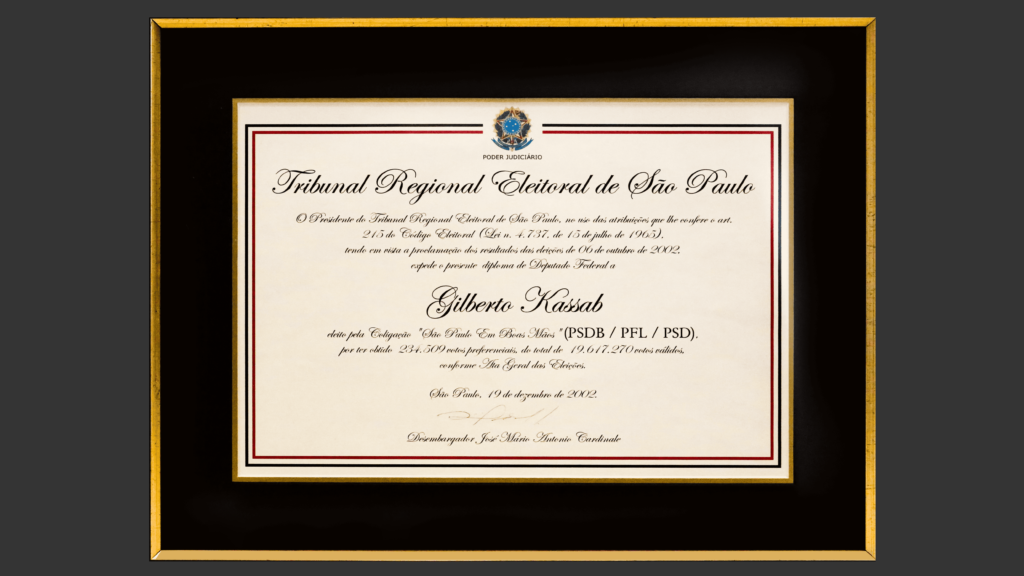 PODER JUDICIÁRIO
Tribunal Regional Eleitoral de São Paulo
O Presidente do Tribunal Regional Eleitoral de São Paulo, no uso das atribuições que lhe confere o art.
215 do Código Eleitoral (Lei n. 4.737, de 15 de julho de 1965),
tendo em vista a proclamação dos resultados das eleições de 06 de outubro de 2002,
expede o presente diploma de Deputado Federal a
Gilberto Kassab
eleito pela Coligação "São Paulo Em Boas Mãos" (PSDB / PFL / PSD),
por ter obtido 234.509 votos preferenciais, do total de 19.617.270 votos válidos,
conforme Ata Geral das Eleições.
São Paulo, 19 de dezembro de 2002.
Desembargador José Mário Antonio Cardinale